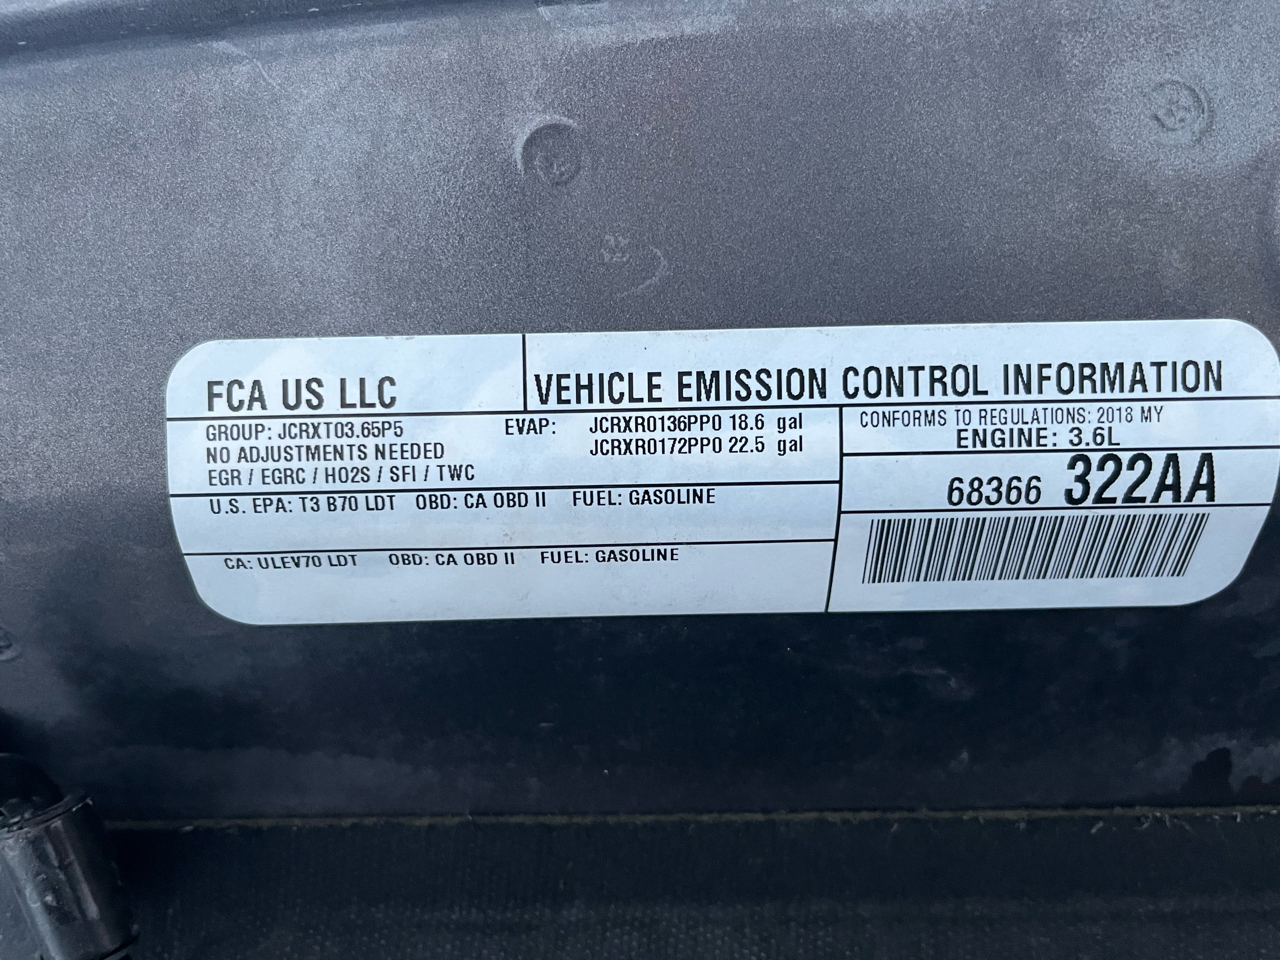 FCA US LLC
VEHICLE EMISSION CONTROL INFORMATION
GROUP: JCRXT03.65P5
NO ADJUSTMENTS NEEDED
EGR / EGRC / HO2S / SFI / TWC
EVAP: JCRXR0136PP0 18.6 gal
JCRXR0172PP0 22.5 gal
CONFORMS TO REGULATIONS: 2018 MY
ENGINE: 3.6L
68366 322AA
U.S. EPA: T3 B70 LDT OBD: CA OBD II FUEL: GASOLINE
CA: ULEV70 LDT OBD: CA OBD II FUEL: GASOLINE